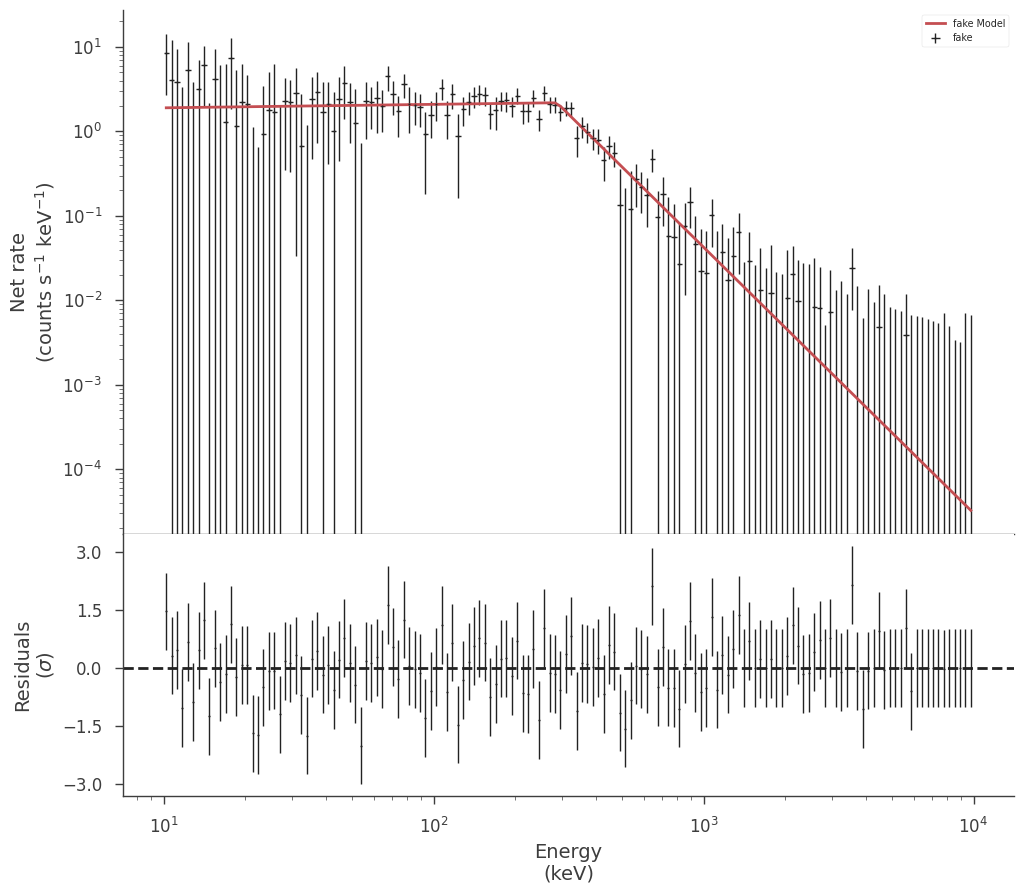 fake Model
fake
10¹
10⁰
10⁻¹
10⁻²
10⁻³
10⁻⁴
Net rate
(counts s⁻¹ keV⁻¹)
3.0
1.5
0.0
−1.5
−3.0
Residuals
(σ)
10¹
10²
10³
10⁴
Energy
(keV)